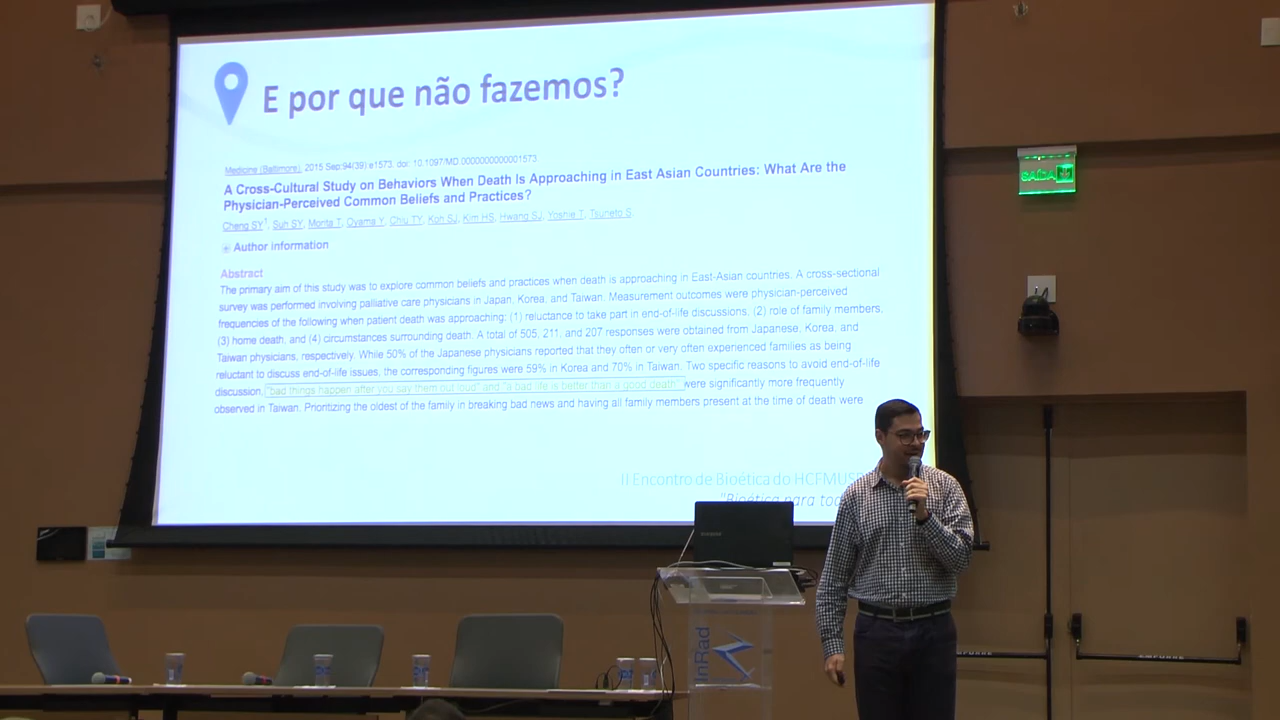 E por que não fazemos?
Medicine (Baltimore). 2015 Sep;94(39):e1573. doi: 10.1097/MD.0000000000001573.
A Cross-Cultural Study on Behaviors When Death Is Approaching in East Asian Countries: What Are the
Physician-Perceived Common Beliefs and Practices?
Cheng SY1, Suh SY, Morita T, Oyama Y, Chiu TY, Koh SJ, Kim HS, Hwang SJ, Yoshie T, Tsuneto S.
Author information
Abstract
The primary aim of this study was to explore common beliefs and practices when death is approaching in East-Asian countries. A cross-sectional
survey was performed involving palliative care physicians in Japan, Korea, and Taiwan. Measurement outcomes were physician-perceived
frequencies of the following when patient death was approaching: (1) reluctance to take part in end-of-life discussions, (2) role of family members,
(3) home death, and (4) circumstances surrounding death. A total of 505, 211, and 207 responses were obtained from Japanese, Korea, and
Taiwan physicians, respectively. While 50% of the Japanese physicians reported that they often or very often experienced families as being
reluctant to discuss end-of-life issues, the corresponding figures were 59% in Korea and 70% in Taiwan. Two specific reasons to avoid end-of-life
discussion, "bad things happen after you say them out loud" and "a bad life is better than a good death" were significantly more frequently
observed in Taiwan. Prioritizing the oldest of the family in breaking bad news and having all family members present at the time of death were
II Encontro de Bioética do HCFMUSP
"Bioética para to
SAÍDA
SAMSUNG
InRad